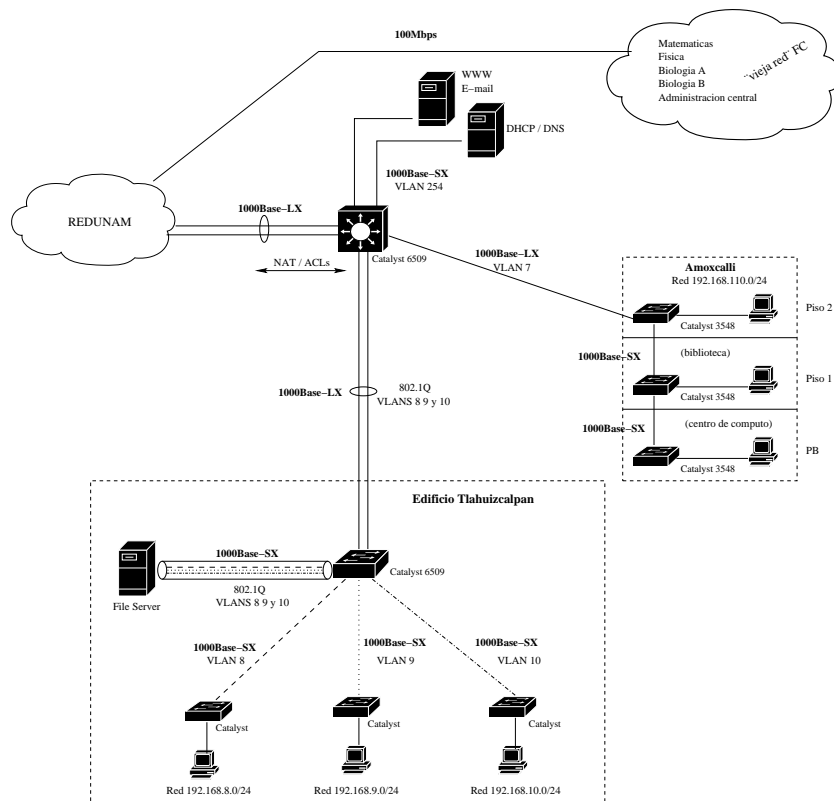 100Mbps
Matematicas
Fisica
Biologia A
Biologia B
Administracion central
¨vieja red¨ FC
WWW
E−mail
DHCP / DNS
1000Base−SX
VLAN 254
REDUNAM
1000Base−LX
NAT / ACLs
Catalyst 6509
1000Base−LX
VLAN 7
Amoxcalli
Red 192.168.110.0/24
Piso 2
Catalyst 3548
1000Base−SX
(biblioteca)
Piso 1
Catalyst 3548
1000Base−SX
(centro de computo)
PB
Catalyst 3548
1000Base−LX
802.1Q
VLANS 8 9 y 10
Edificio Tlahuizcalpan
1000Base−SX
File Server
802.1Q
VLANS 8 9 y 10
Catalyst 6509
1000Base−SX
VLAN 8
1000Base−SX
VLAN 9
1000Base−SX
VLAN 10
Catalyst
Catalyst
Catalyst
Red 192.168.8.0/24
Red 192.168.9.0/24
Red 192.168.10.0/24